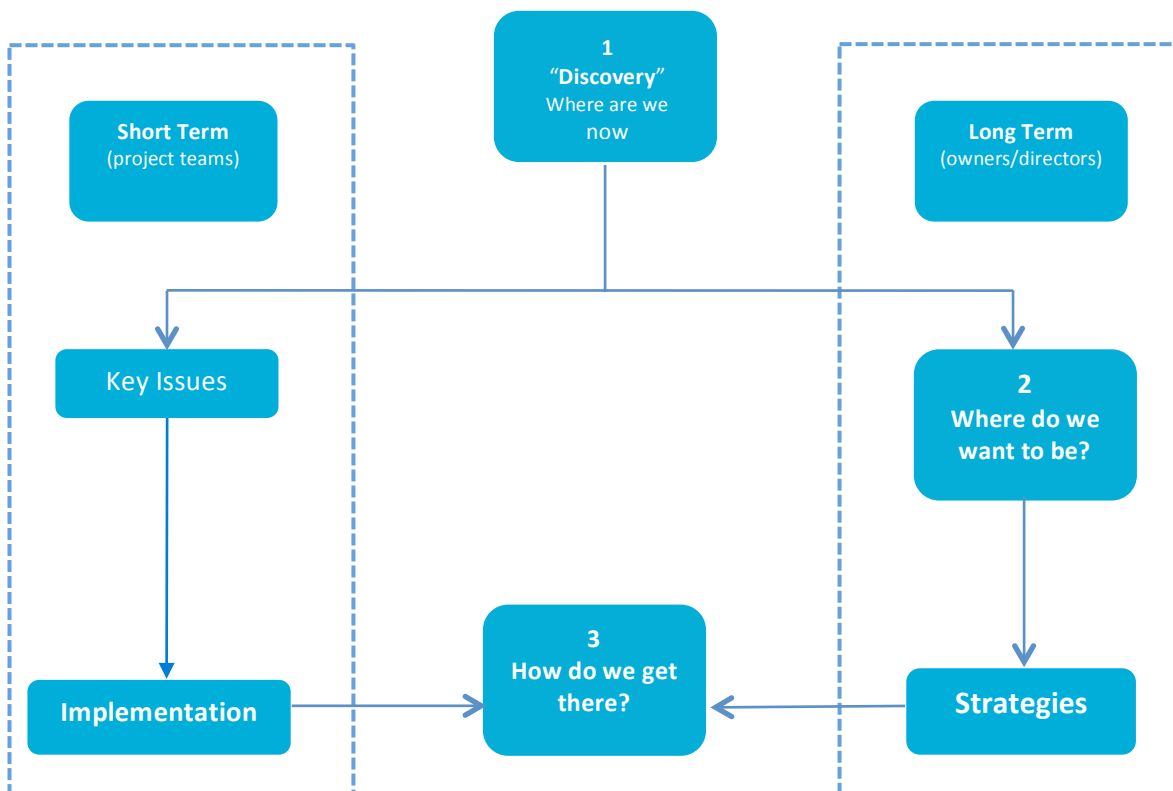 1
“Discovery”
Where are we
now
Short Term
(project teams)
Long Term
(owners/directors)
Key Issues
2
Where do we
want to be?
3
How do we get
there?
Implementation
Strategies